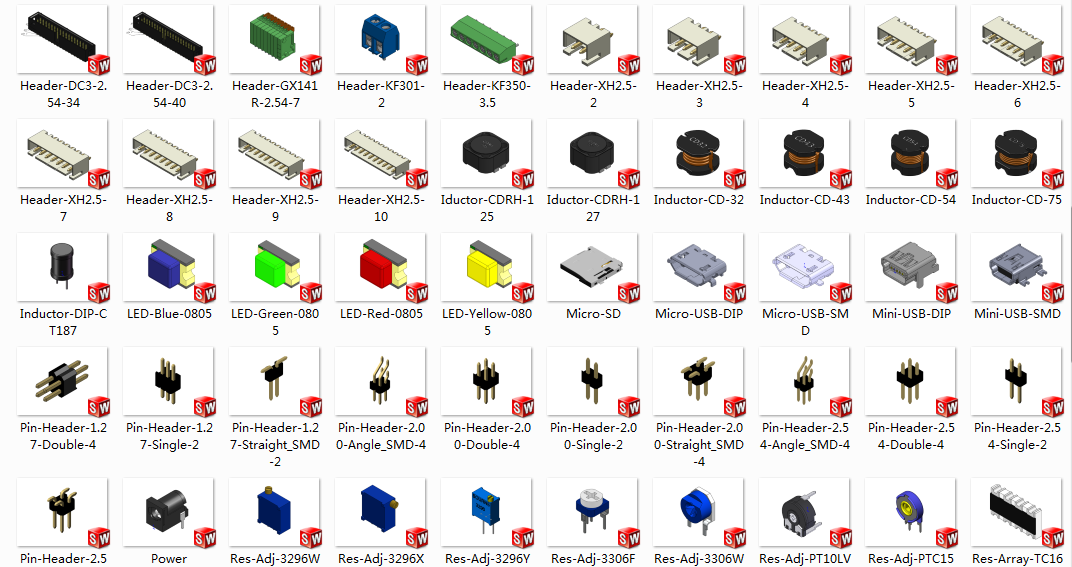 Header-DC3-2.54-34
Header-DC3-2.54-40
Header-GX141R-2.54-7
Header-KF301-2
Header-KF350-3.5
Header-XH2.5-2
Header-XH2.5-3
Header-XH2.5-4
Header-XH2.5-5
Header-XH2.5-6
Header-XH2.5-7
Header-XH2.5-8
Header-XH2.5-9
Header-XH2.5-10
Iductor-CDRH-125
Iductor-CDRH-127
Inductor-CD-32
Inductor-CD-43
Inductor-CD-54
Inductor-CD-75
Inductor-DIP-CT187
LED-Blue-0805
LED-Green-0805
LED-Red-0805
LED-Yellow-0805
Micro-SD
Micro-USB-DIP
Micro-USB-SMD
Mini-USB-DIP
Mini-USB-SMD
Pin-Header-1.27-Double-4
Pin-Header-1.27-Single-2
Pin-Header-1.27-Straight_SMD-2
Pin-Header-2.00-Angle_SMD-4
Pin-Header-2.00-Double-4
Pin-Header-2.00-Single-2
Pin-Header-2.00-Straight_SMD-4
Pin-Header-2.54-Angle_SMD-4
Pin-Header-2.54-Double-4
Pin-Header-2.54-Single-2
Pin-Header-2.5
Power
Res-Adj-3296W
Res-Adj-3296X
Res-Adj-3296Y
Res-Adj-3306F
Res-Adj-3306W
Res-Adj-PT10LV
Res-Adj-PTC15
Res-Array-TC16